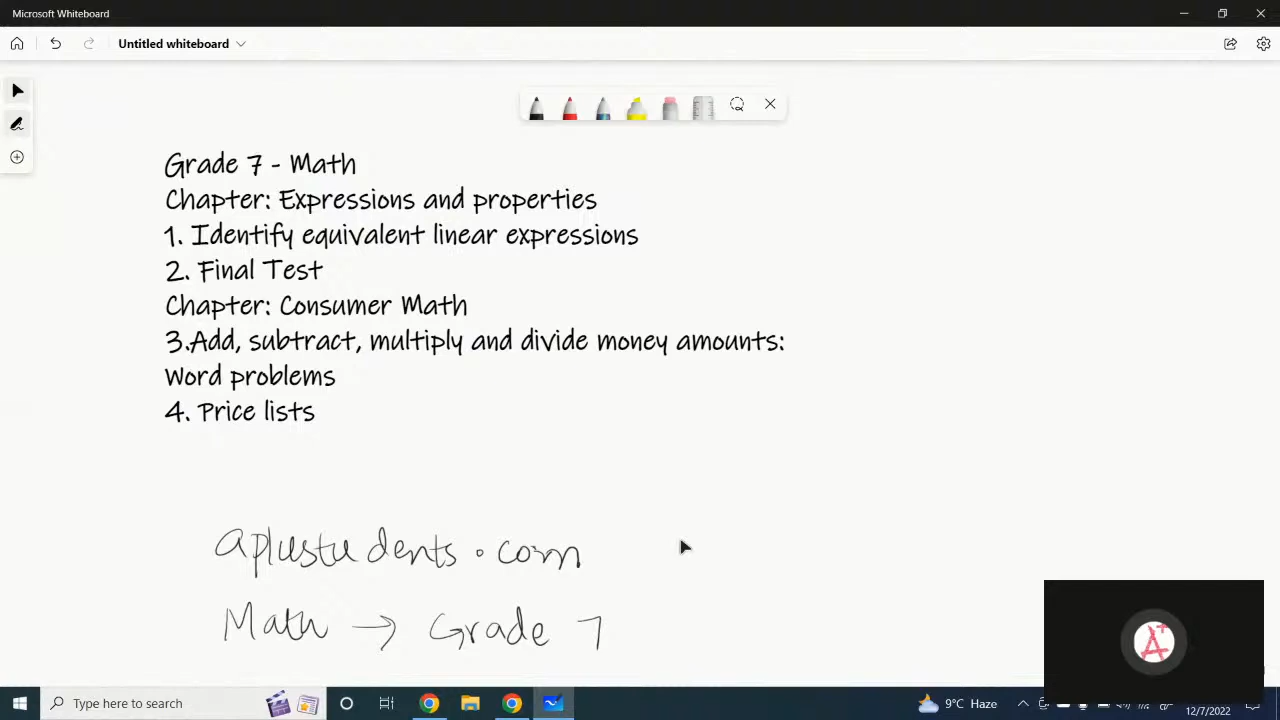 Microsoft Whiteboard
Untitled whiteboard
Grade 7 - Math
Chapter: Expressions and properties
1. Identify equivalent linear expressions
2. Final Test
Chapter: Consumer Math
3.Add, subtract, multiply and divide money amounts:
Word problems
4. Price lists
aplustudents.com
Math → Grade 7
A+
Type here to search
9°C Haze
12/7/2022